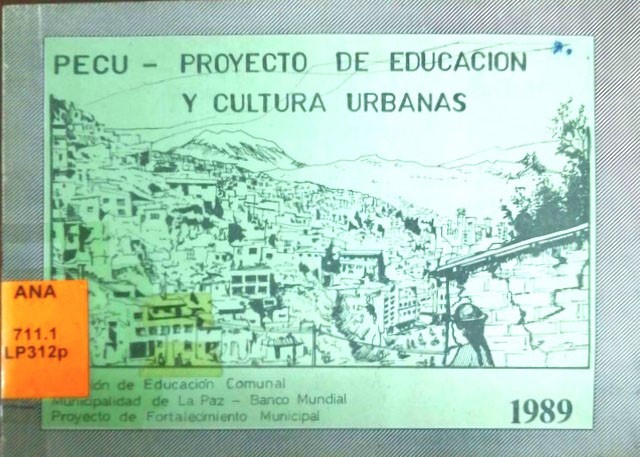 PECU - PROYECTO DE EDUCACION
Y CULTURA URBANAS
ANA
711.1
LP312p
de Educación Comunal
Municipalidad de La Paz - Banco Mundial
Proyecto de Fortalecimiento Municipal
1989